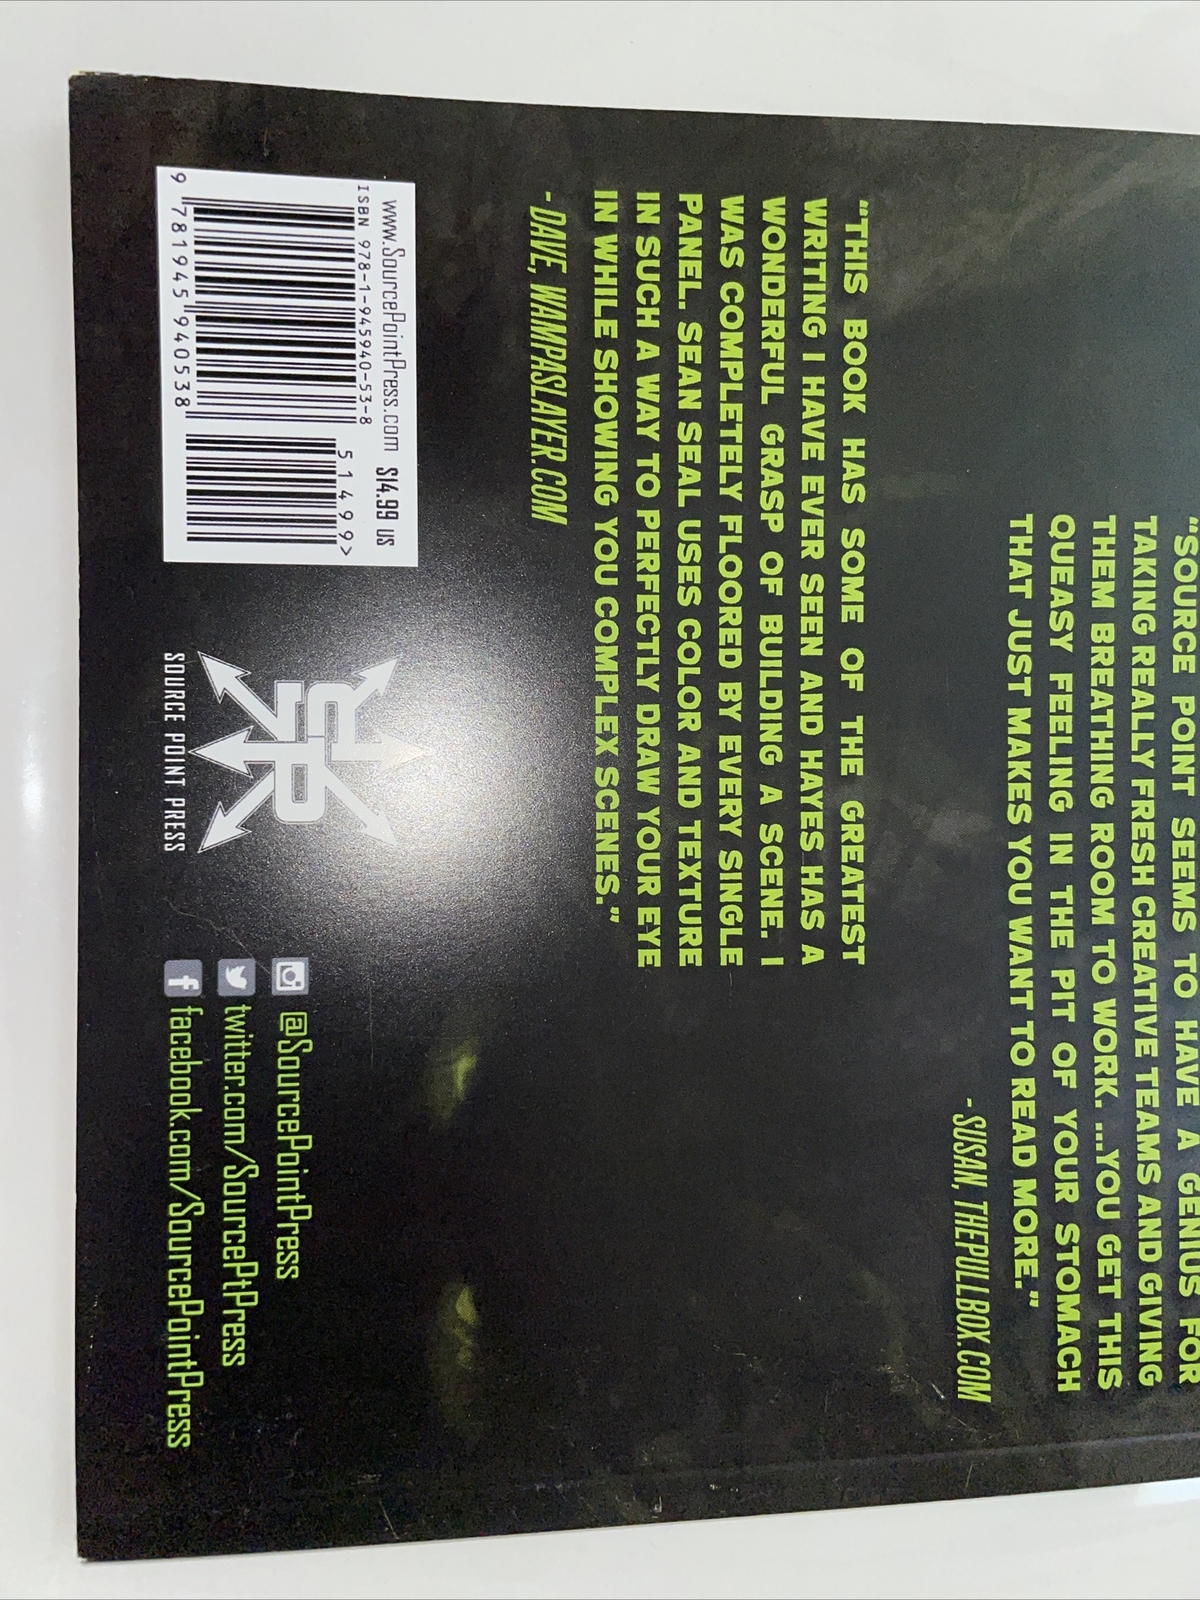 "SOURCE POINT SEEMS TO HAVE A GENIUS FOR
TAKING REALLY FRESH CREATIVE TEAMS AND GIVING
THEM BREATHING ROOM TO WORK. ...YOU GET THIS
QUEASY FEELING IN THE PIT OF YOUR STOMACH
THAT JUST MAKES YOU WANT TO READ MORE."
- SUSAN, THEPULLBOX.COM
"THIS BOOK HAS SOME OF THE GREATEST
WRITING I HAVE EVER SEEN AND HAYES HAS A
WONDERFUL GRASP OF BUILDING A SCENE. I
WAS COMPLETELY FLOORED BY EVERY SINGLE
PANEL. SEAN SEAL USES COLOR AND TEXTURE
IN SUCH A WAY TO PERFECTLY DRAW YOUR EYE
IN WHILE SHOWING YOU COMPLEX SCENES."
- DAVE, WAMPASLAYER.COM
www.SourcePointPress.com $14.99 US
ISBN 978-1-945940-53-8
51499>
9 781945 940538
SPP
SOURCE POINT PRESS
@SourcePointPress
twitter.com/SourcePtPress
facebook.com/SourcePointPress